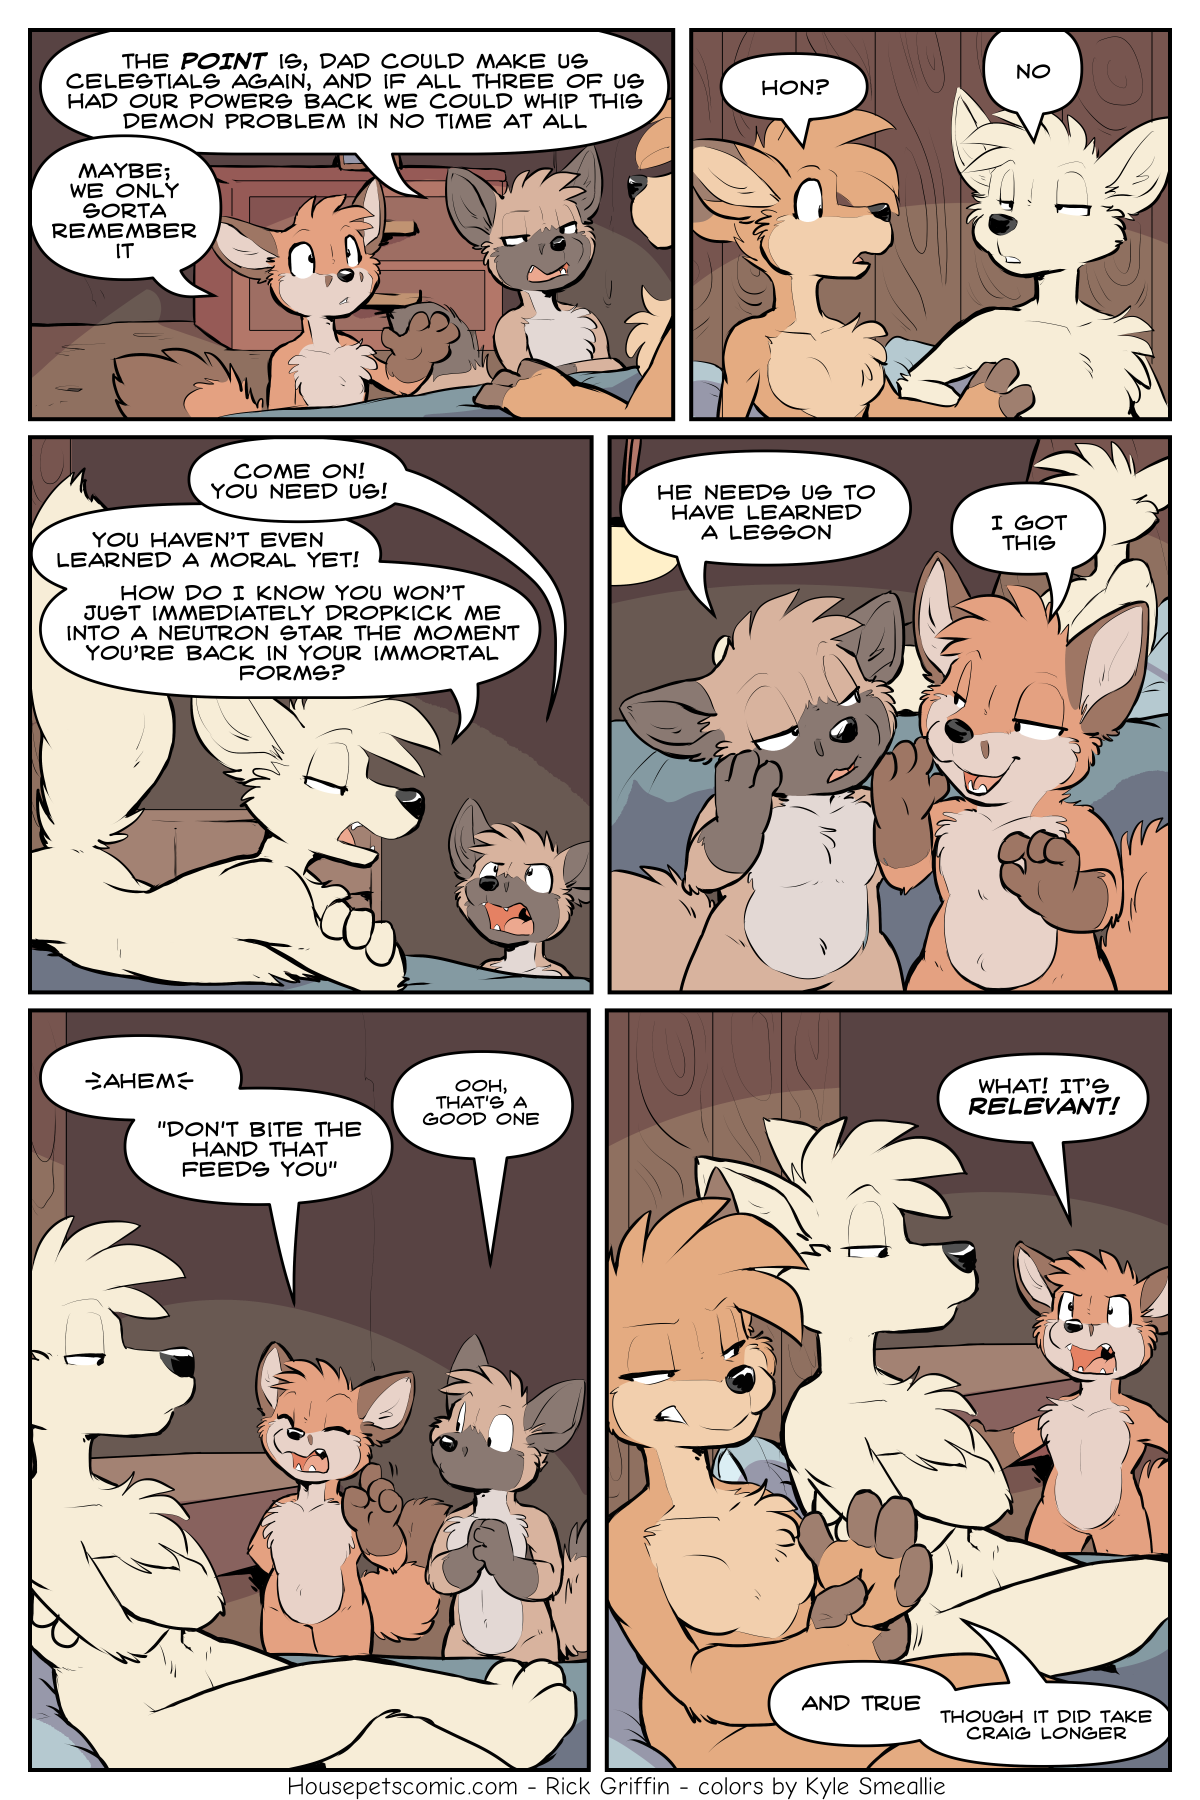 THE POINT IS, DAD COULD MAKE US
CELESTIALS AGAIN, AND IF ALL THREE OF US
HAD OUR POWERS BACK WE COULD WHIP THIS
DEMON PROBLEM IN NO TIME AT ALL
MAYBE;
WE ONLY
SORTA
REMEMBER
IT
HON?
NO
COME ON!
YOU NEED US!
YOU HAVEN'T EVEN
LEARNED A MORAL YET!
HOW DO I KNOW YOU WON'T
JUST IMMEDIATELY DROPKICK ME
INTO A NEUTRON STAR THE MOMENT
YOU'RE BACK IN YOUR IMMORTAL
FORMS?
HE NEEDS US TO
HAVE LEARNED
A LESSON
I GOT
THIS
AHEM
"DON'T BITE THE
HAND THAT
FEEDS YOU"
OOH,
THAT'S A
GOOD ONE
WHAT! IT'S
RELEVANT!
AND TRUE
THOUGH IT DID TAKE
CRAIG LONGER
Housepetscomic.com - Rick Griffin - colors by Kyle Smeallie